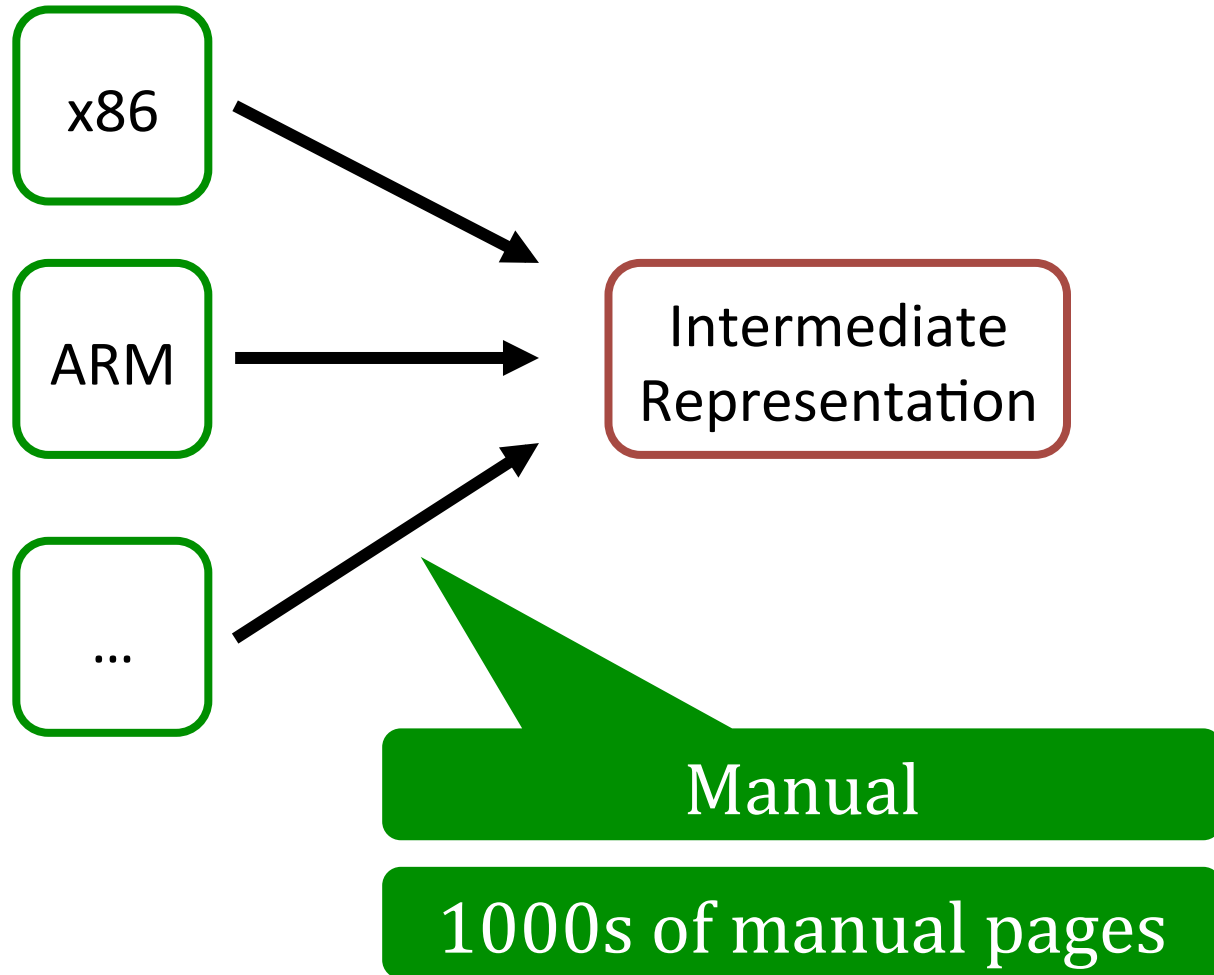 x86
ARM
...
Intermediate
Representation
Manual
1000s of manual pages